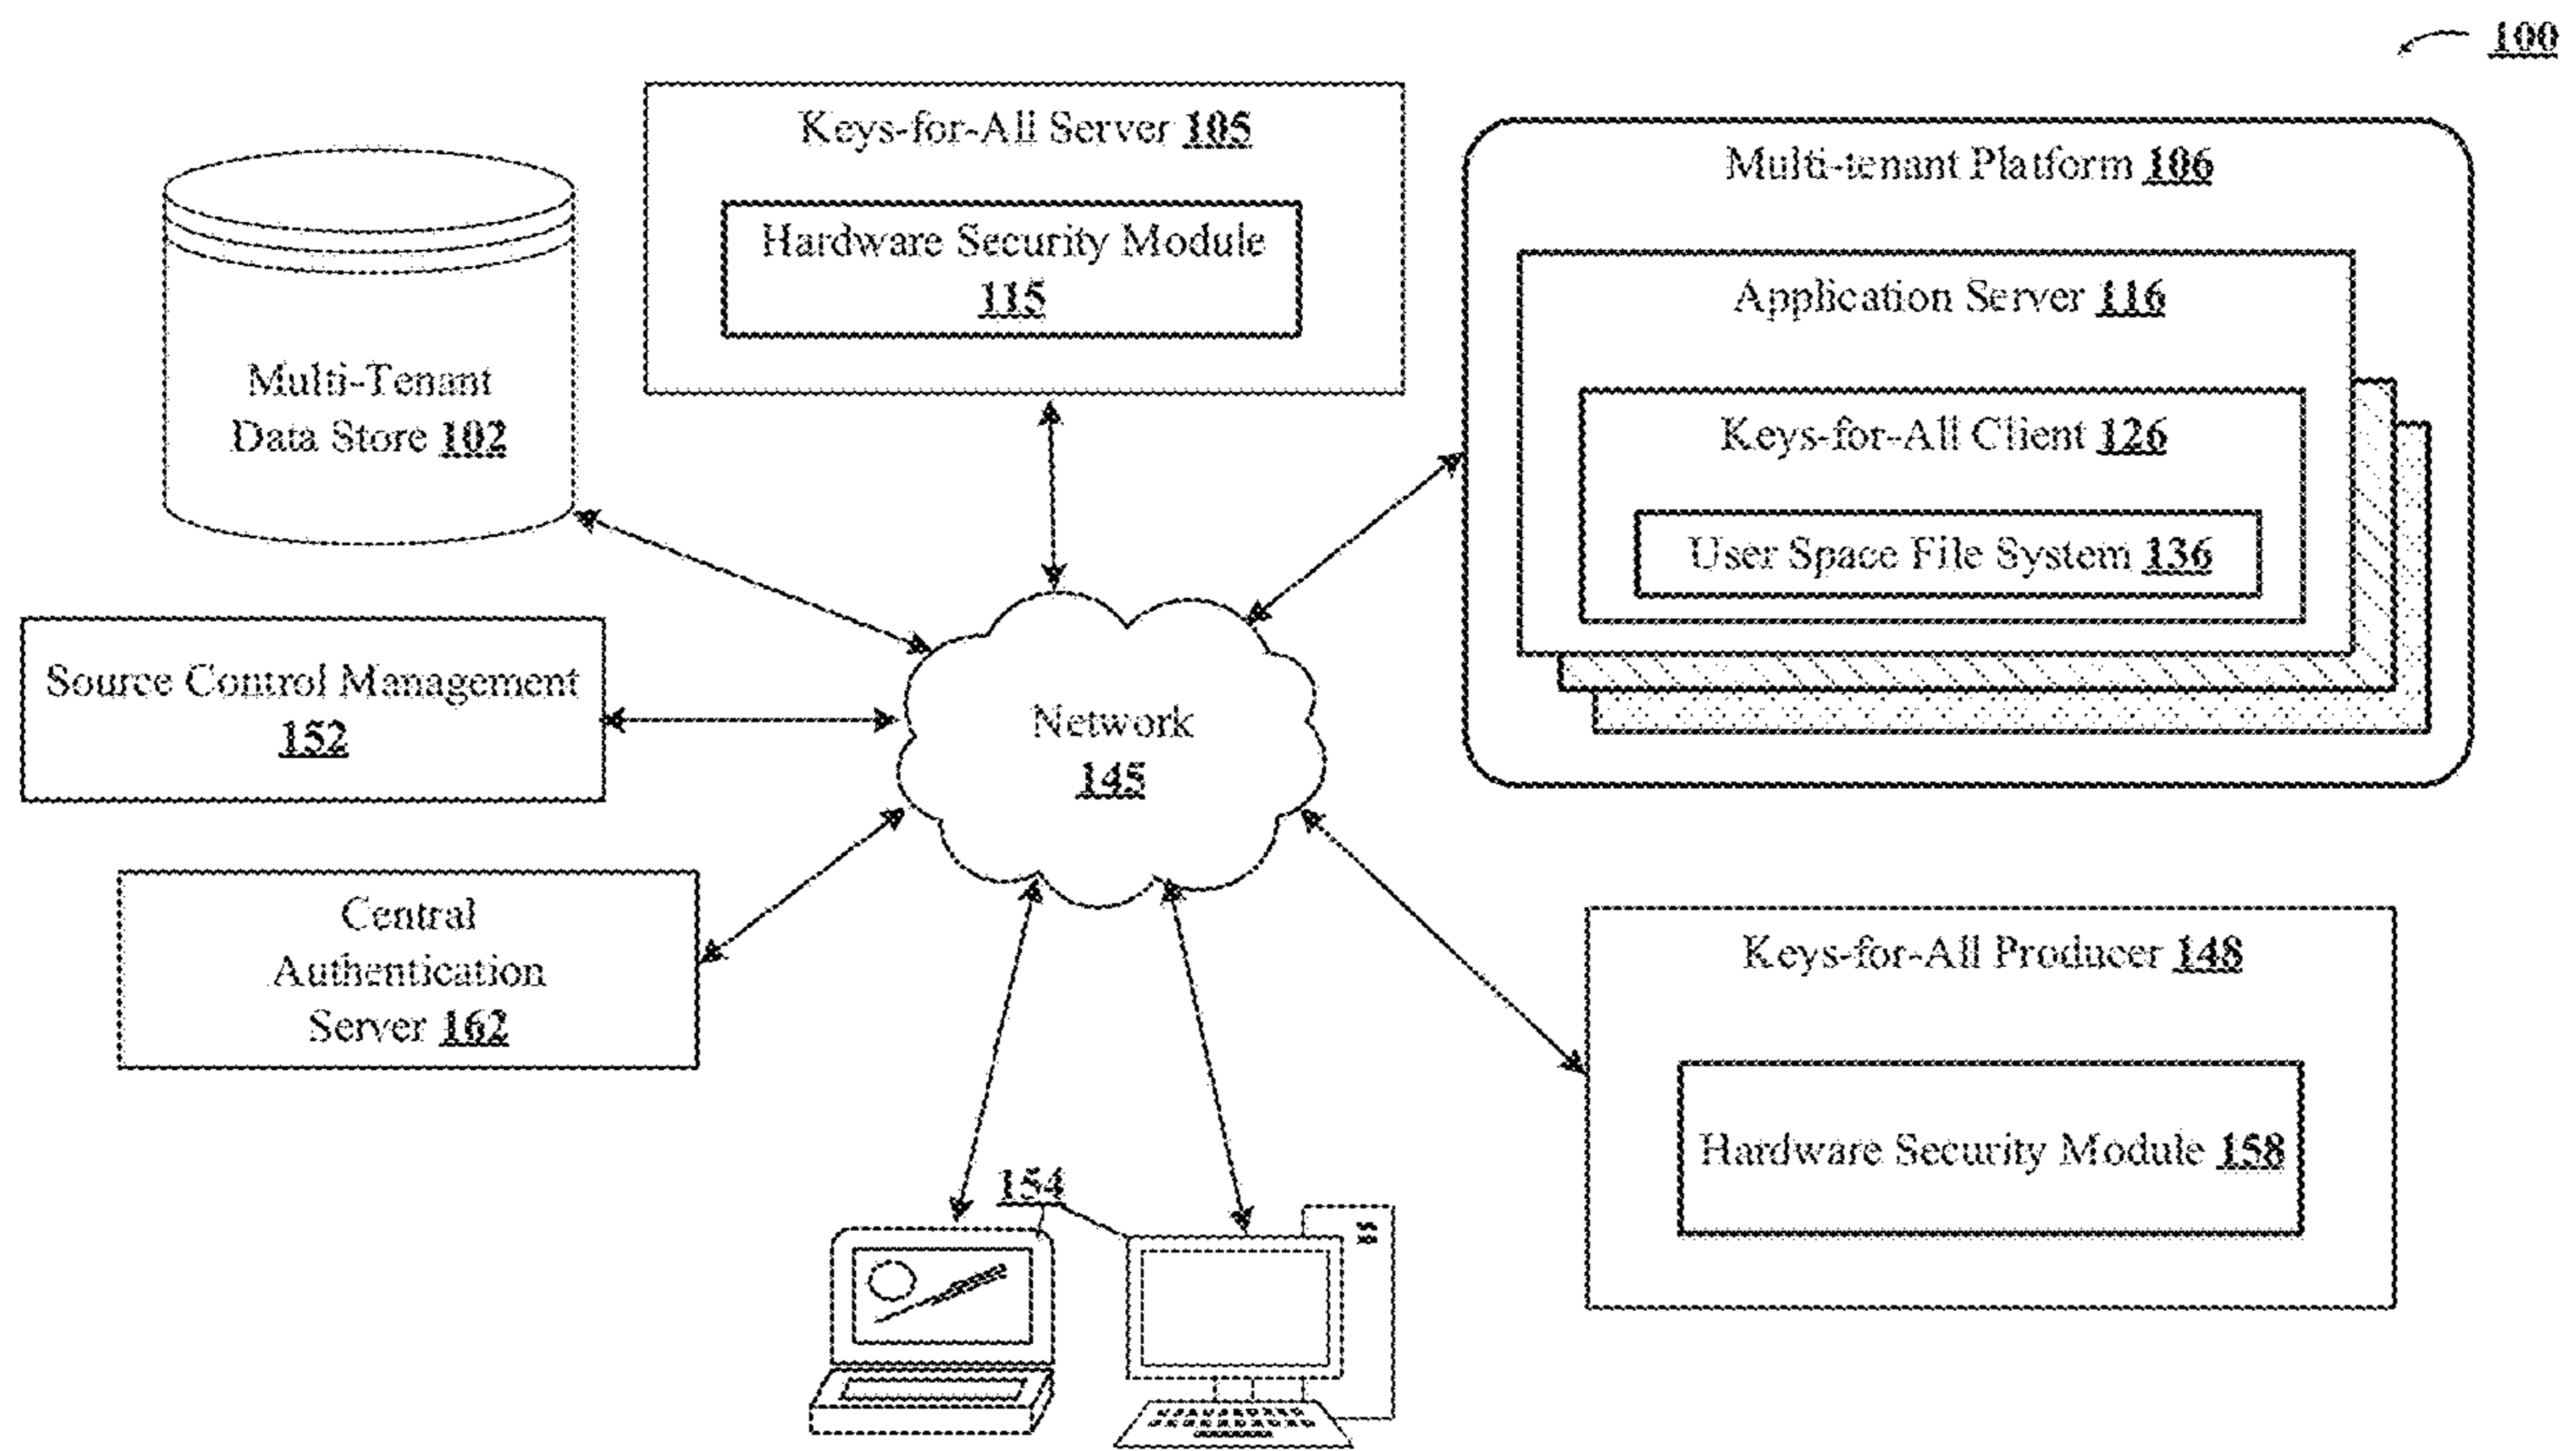 100
Keys-for-All Server 105
Hardware Security Module
115
Multi-tenant Platform 106
Application Server 116
Keys-for-All Client 126
User Space File System 136
Multi-Tenant
Data Store 102
Source Control Management
152
Network
145
Central
Authentication
Server 162
Keys-for-All Producer 148
Hardware Security Module 158
154